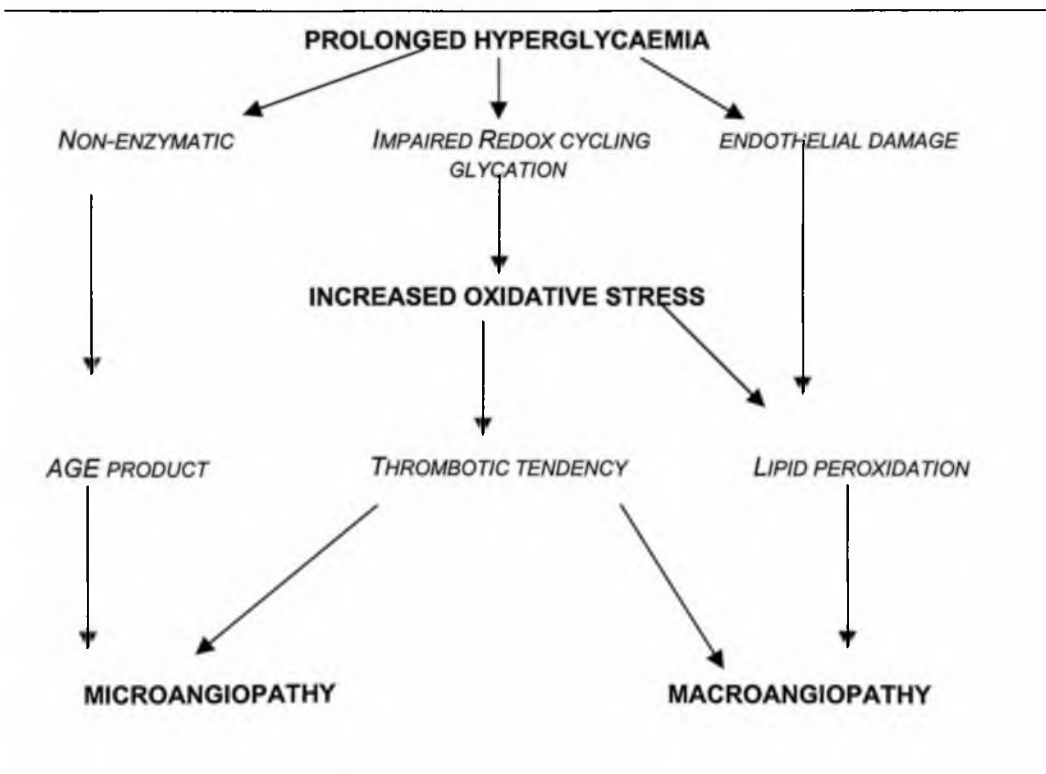 PROLONGED HYPERGLYCAEMIA
NON-ENZYMATIC IMPAIRED REDOX CYCLING ENDOTHELIAL DAMAGE
GLYCATION
INCREASED OXIDATIVE STRESS
AGE PRODUCT THROMBOTIC TENDENCY LIPID PEROXIDATION
MICROANGIOPATHY MACROANGIOPATHY